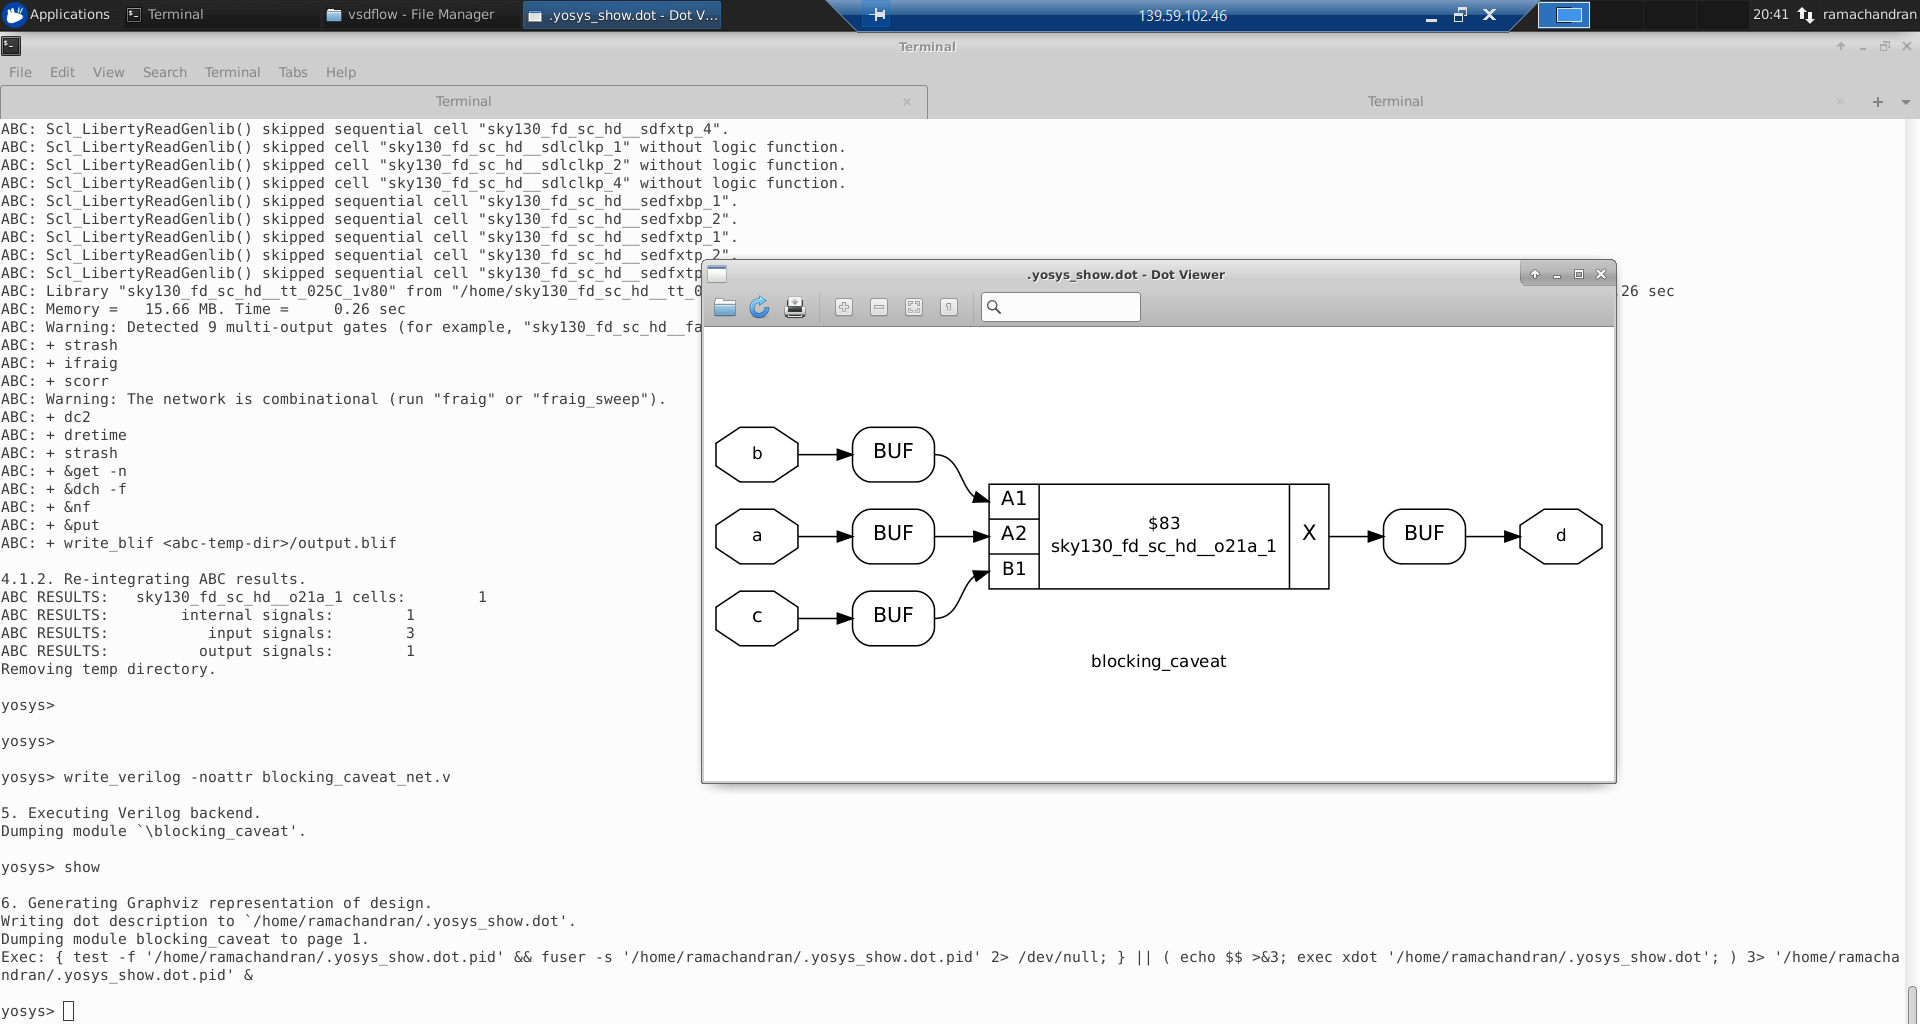 Applications
Terminal
vsdflow - File Manager
.yosys_show.dot - Dot V...
139.59.102.46
20:41
ramachandran
Terminal
File Edit View Search Terminal Tabs Help
Terminal
Terminal
ABC: Scl_LibertyReadGenlib() skipped sequential cell "sky130_fd_sc_hd__sdfxtp_4".
ABC: Scl_LibertyReadGenlib() skipped cell "sky130_fd_sc_hd__sdlclkp_1" without logic function.
ABC: Scl_LibertyReadGenlib() skipped cell "sky130_fd_sc_hd__sdlclkp_2" without logic function.
ABC: Scl_LibertyReadGenlib() skipped cell "sky130_fd_sc_hd__sdlclkp_4" without logic function.
ABC: Scl_LibertyReadGenlib() skipped sequential cell "sky130_fd_sc_hd__sedfxbp_1".
ABC: Scl_LibertyReadGenlib() skipped sequential cell "sky130_fd_sc_hd__sedfxbp_2".
ABC: Scl_LibertyReadGenlib() skipped sequential cell "sky130_fd_sc_hd__sedfxtp_1".
ABC: Scl_LibertyReadGenlib() skipped sequential cell "sky130_fd_sc_hd__sedfxtp_2".
ABC: Scl_LibertyReadGenlib() skipped sequential cell "sky130_fd_sc_hd__sedfxtp
ABC: Library "sky130_fd_sc_hd__tt_025C_1v80" from "/home/sky130_fd_sc_hd__tt_0
26 sec
ABC: Memory =   15.66 MB. Time =     0.26 sec
ABC: Warning: Detected 9 multi-output gates (for example, "sky130_fd_sc_hd__fa
ABC: + strash
ABC: + ifraig
ABC: + scorr
ABC: Warning: The network is combinational (run "fraig" or "fraig_sweep").
ABC: + dc2
ABC: + dretime
ABC: + strash
ABC: + &get -n
ABC: + &dch -f
ABC: + &nf
ABC: + &put
ABC: + write_blif <abc-temp-dir>/output.blif
4.1.2. Re-integrating ABC results.
ABC RESULTS:   sky130_fd_sc_hd__o21a_1 cells:        1
ABC RESULTS:        internal signals:        1
ABC RESULTS:           input signals:        3
ABC RESULTS:          output signals:        1
Removing temp directory.
yosys>
yosys>
yosys> write_verilog -noattr blocking_caveat_net.v
5. Executing Verilog backend.
Dumping module `\blocking_caveat'.
yosys> show
6. Generating Graphviz representation of design.
Writing dot description to `/home/ramachandran/.yosys_show.dot'.
Dumping module blocking_caveat to page 1.
Exec: { test -f '/home/ramachandran/.yosys_show.dot.pid' && fuser -s '/home/ramachandran/.yosys_show.dot.pid' 2> /dev/null; } || ( echo $$ >&3; exec xdot '/home/ramachandran/.yosys_show.dot'; ) 3> '/home/ramacha
ndran/.yosys_show.dot.pid' &
yosys>
.yosys_show.dot - Dot Viewer
b
BUF
a
BUF
c
BUF
A1
A2
B1
$83
sky130_fd_sc_hd__o21a_1
X
BUF
d
blocking_caveat